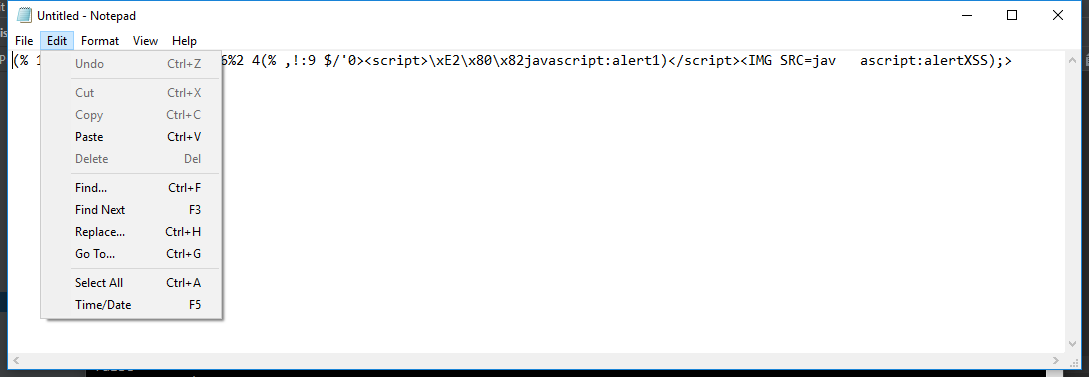 Untitled - Notepad
File Edit Format View Help
(% 1 6%2 4(% ,!:9 $/'0><script>\xE2\x80\x82javascript:alert1)</script><IMG SRC=jav   ascript:alertXSS);>
Undo Ctrl+Z
Cut Ctrl+X
Copy Ctrl+C
Paste Ctrl+V
Delete Del
Find... Ctrl+F
Find Next F3
Replace... Ctrl+H
Go To... Ctrl+G
Select All Ctrl+A
Time/Date F5